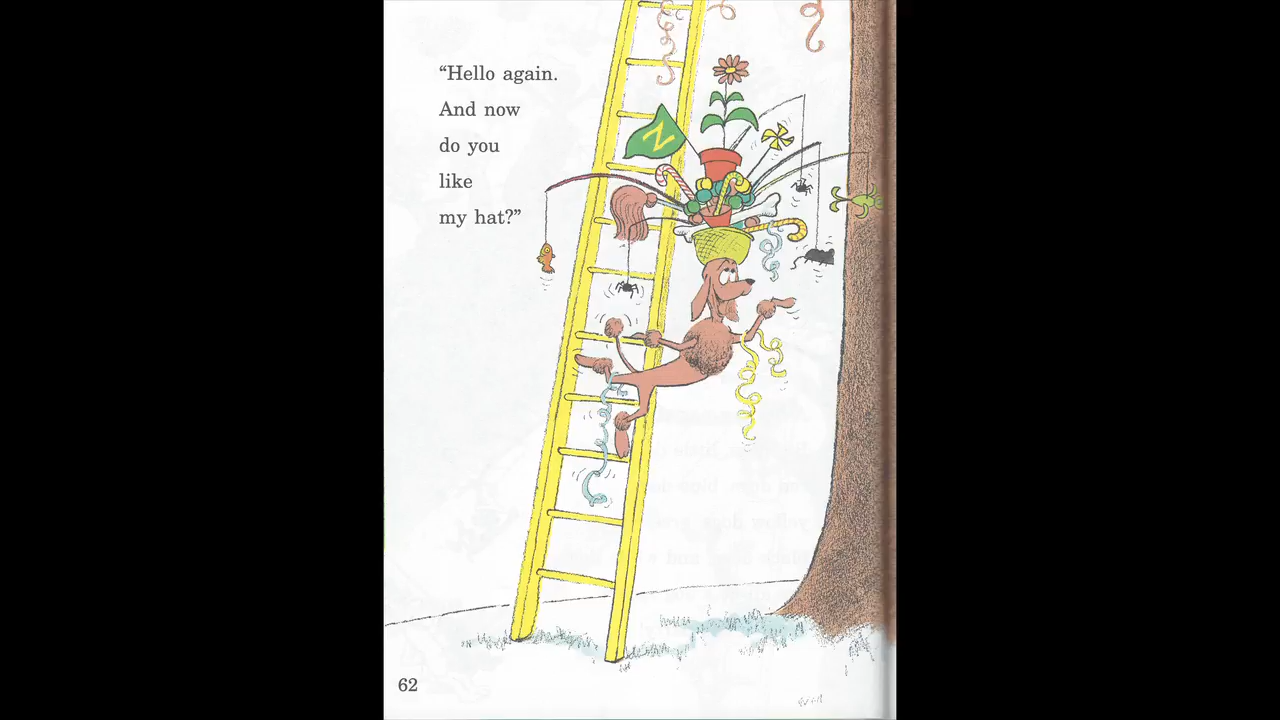 “Hello again.
And now
do you
like
my hat?”
N
62